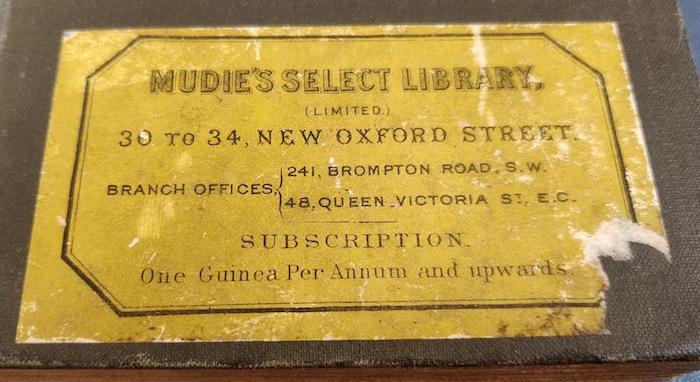 MUDIE'S SELECT LIBRARY,
(LIMITED.)
30 TO 34, NEW OXFORD STREET.
BRANCH OFFICES, { 241, BROMPTON ROAD, S.W.
48, QUEEN VICTORIA ST, E.C.
SUBSCRIPTION.
One Guinea Per Annum and upwards.